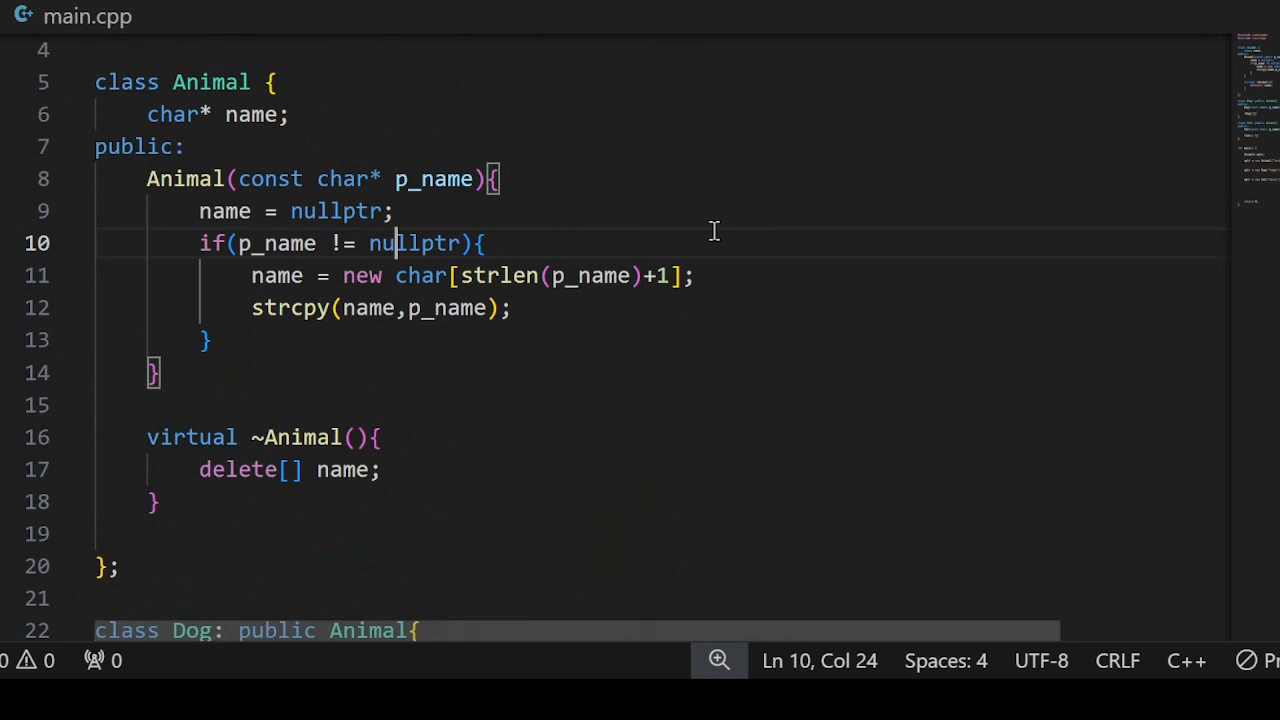 main.cpp
4
5 class Animal {
6 char* name;
7 public:
8 Animal(const char* p_name){
9 name = nullptr;
10 if(p_name != nullptr){
11 name = new char[strlen(p_name)+1];
12 strcpy(name,p_name);
13 }
14 }
15
16 virtual ~Animal(){
17 delete[] name;
18 }
19
20 };
21
22 class Dog: public Animal{
0 0 0 Ln 10, Col 24 Spaces: 4 UTF-8 CRLF C++ Pr